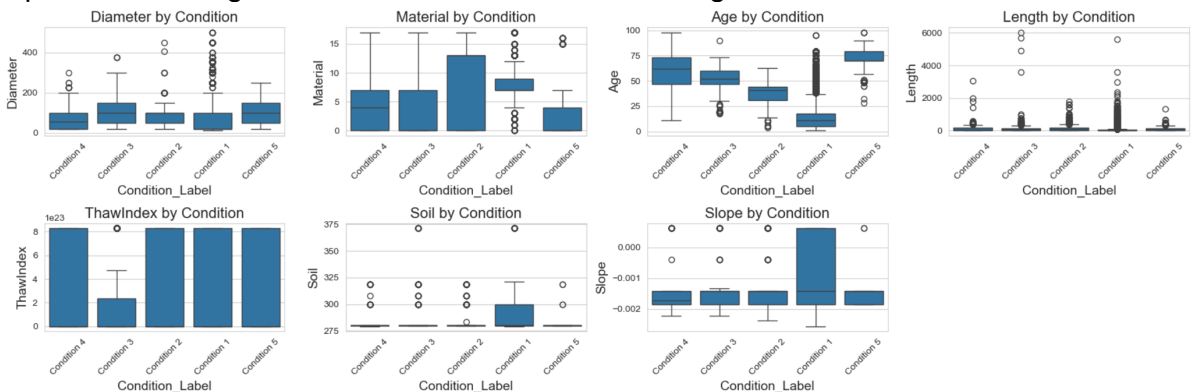 Diameter by Condition
Material by Condition
Age by Condition
Length by Condition
Diameter
400
200
0
Material
15
10
5
0
Age
100
75
50
25
0
Length
6000
4000
2000
0
Condition 4
Condition 3
Condition 2
Condition 1
Condition 5
Condition 4
Condition 3
Condition 2
Condition 1
Condition 5
Condition 4
Condition 3
Condition 2
Condition 1
Condition 5
Condition 4
Condition 3
Condition 2
Condition 1
Condition 5
Condition_Label
Condition_Label
Condition_Label
Condition_Label
1e23
ThawIndex by Condition
Soil by Condition
Slope by Condition
ThawIndex
8
6
4
2
0
Soil
375
350
325
300
275
Slope
0.000
−0.001
−0.002
Condition 4
Condition 3
Condition 2
Condition 1
Condition 5
Condition 4
Condition 3
Condition 2
Condition 1
Condition 5
Condition 4
Condition 3
Condition 2
Condition 1
Condition 5
Condition_Label
Condition_Label
Condition_Label